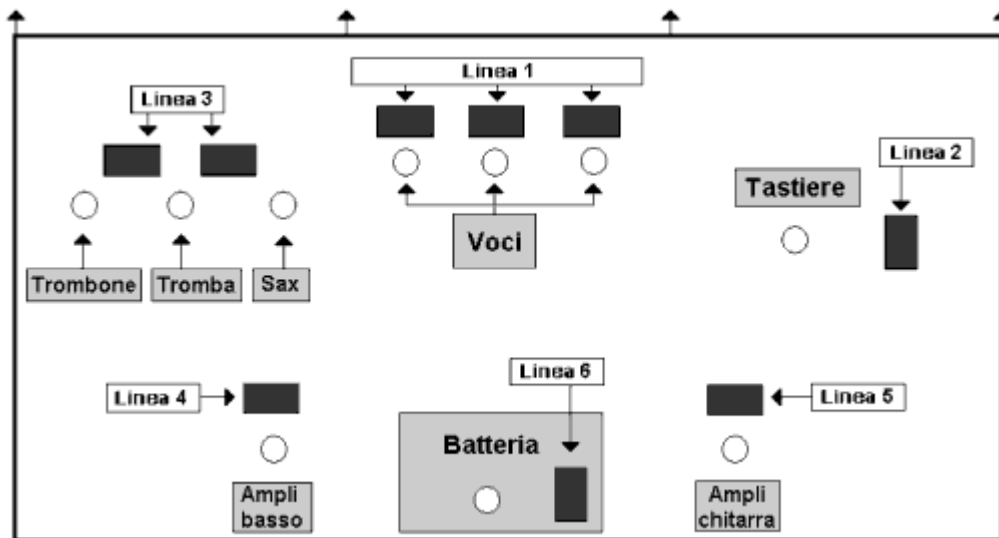 Linea 1
Linea 3
Linea 2
Tastiere
Voci
Trombone
Tromba
Sax
Linea 6
Linea 4
Linea 5
Batteria
Ampli
basso
Ampli
chitarra